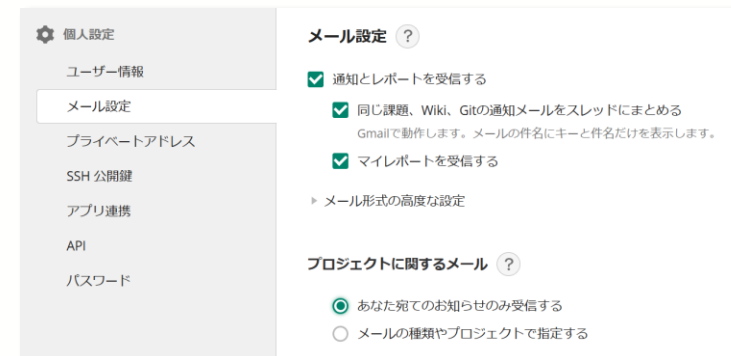 個人設定
ユーザー情報
メール設定
プライベートアドレス
SSH 公開鍵
アプリ連携
API
パスワード
メール設定 ?
通知とレポートを受信する
同じ課題、Wiki、Gitの通知メールをスレッドにまとめる
Gmailで動作します。メールの件名にキーと件名だけを表示します。
マイレポートを受信する
メール形式の高度な設定
プロジェクトに関するメール ?
あなた宛てのお知らせのみ受信する
メールの種類やプロジェクトで指定する